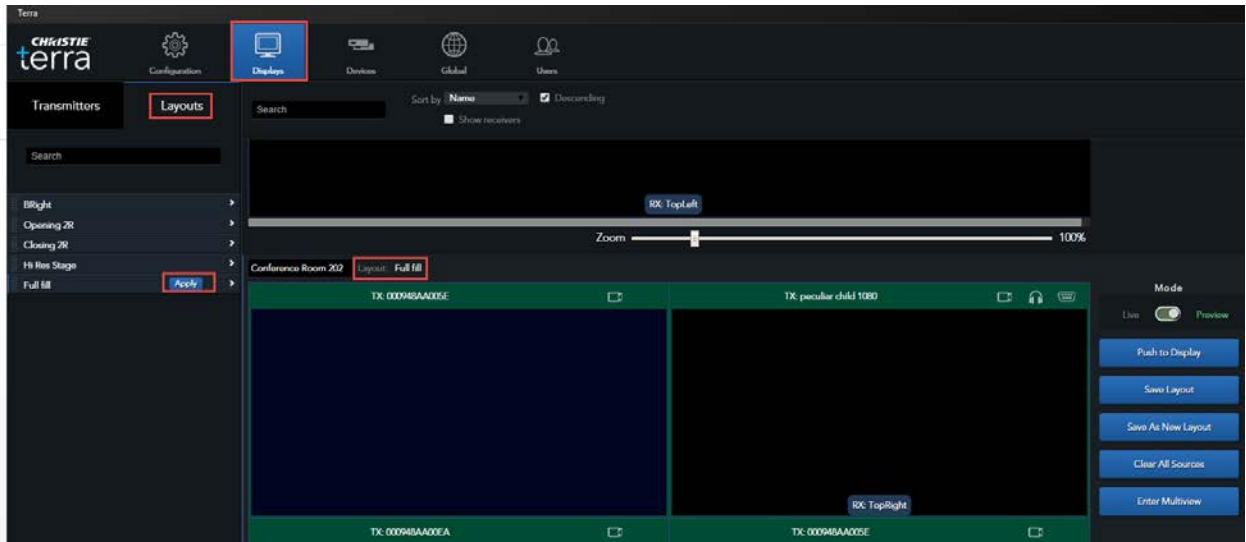 Terra
CHRISTIE
terra
Configuration
Displays
Devices
Global
Users
Transmitters
Layouts
Search
Sort by Name
Descending
Show receivers
Search
RX: TopLeft
BRight
Opening 2R
Closing 2R
Hi Res Stage
Full fill Apply
Zoom 100%
Conference Room 202 Layout: Full fill
TX: 000948AA005E
TX: peculiar child 1080
RX: TopRight
TX: 000948AA00EA
TX: 000948AA005E
Mode
Live Preview
Push to Display
Save Layout
Save As New Layout
Clear All Sources
Enter Multiview